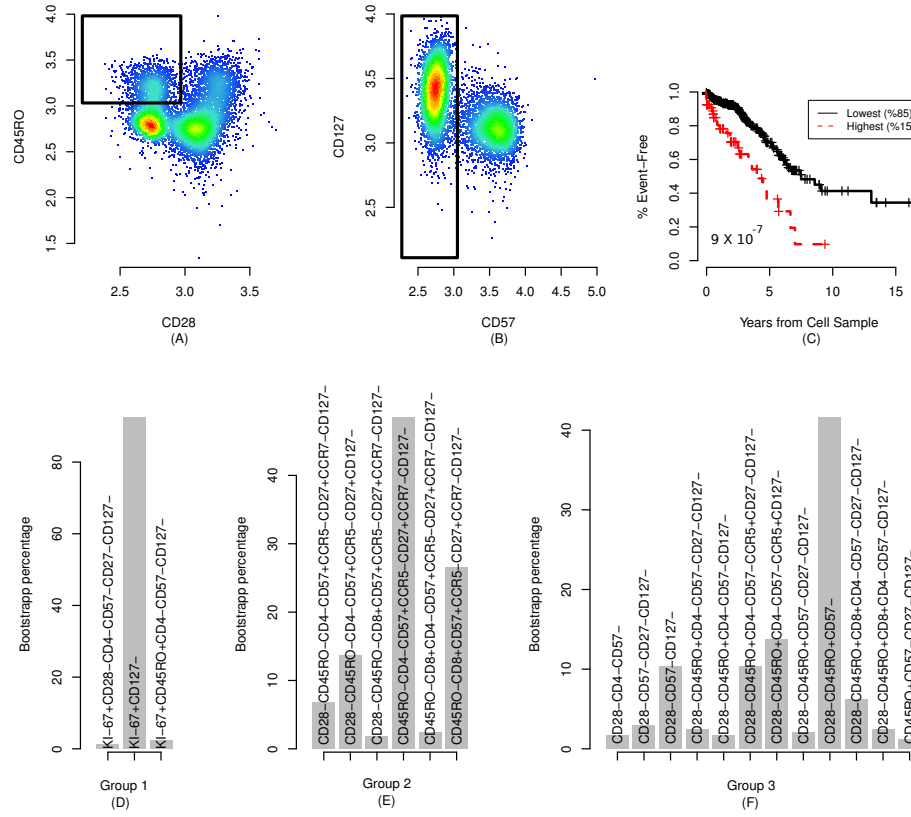 4.0
3.5
3.0
2.5
2.0
1.5
CD45RO
2.5
3.0
3.5
CD28
(A)
4.0
3.5
3.0
2.5
CD127
2.5
3.0
3.5
4.0
4.5
5.0
CD57
(B)
1.0
0.8
0.6
0.4
0.2
0.0
% Event−Free
Lowest (%85)
Highest (%15
9 X 10-7
0
5
10
15
Years from Cell Sample
(C)
80
60
40
20
0
Bootstrapp percentage
KI−67+CD28−CD4−CD57−CD27−CD127−
KI−67+CD127−
KI−67+CD45RO+CD4−CD57−CD127−
Group 1
(D)
40
30
20
10
0
Bootstrapp percentage
CD28−CD45RO−CD4−CD57+CCR5−CD27+CCR7−CD127−
CD28−CD45RO−CD4−CD57+CCR5−CD27+CD127−
CD28−CD45RO−CD8+CD57+CCR5−CD27+CCR7−CD127−
CD45RO−CD4−CD57+CCR5−CD27+CCR7−CD127−
CD45RO−CD8+CD4−CD57+CCR5−CD27+CCR7−CD127−
CD45RO−CD8+CD57+CCR5−CD27+CCR7−CD127−
Group 2
(E)
40
30
20
10
0
Bootstrapp percentage
CD28−CD4−CD57−
CD28−CD57−CD27−CD127−
CD28−CD57−CD127−
CD28−CD45RO+CD4−CD57−CD27−CD127−
CD28−CD45RO+CD4−CD57−CD127−
CD28−CD45RO+CD4−CD57−CCR5+CD27−CD127−
CD28−CD45RO+CD4−CD57−CCR5+CD127−
CD28−CD45RO+CD57−CD27−CD127−
CD28−CD45RO+CD57−
CD28−CD45RO+CD8+CD4−CD57−CD27−CD127−
CD28−CD45RO+CD8+CD4−CD57−CD127−
CD45RO+CD57−CD27−CD127−
Group 3
(F)